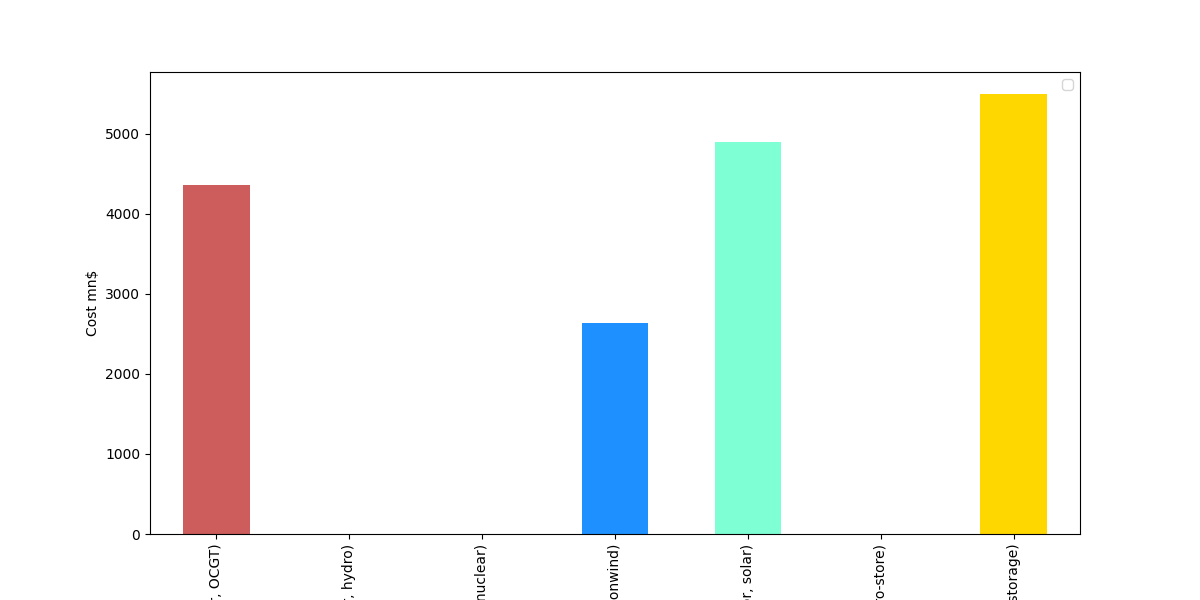 5000
4000
3000
2000
1000
0
Cost mn$
, OCGT)
, hydro)
nuclear)
onwind)
r, solar)
o-store)
storage)